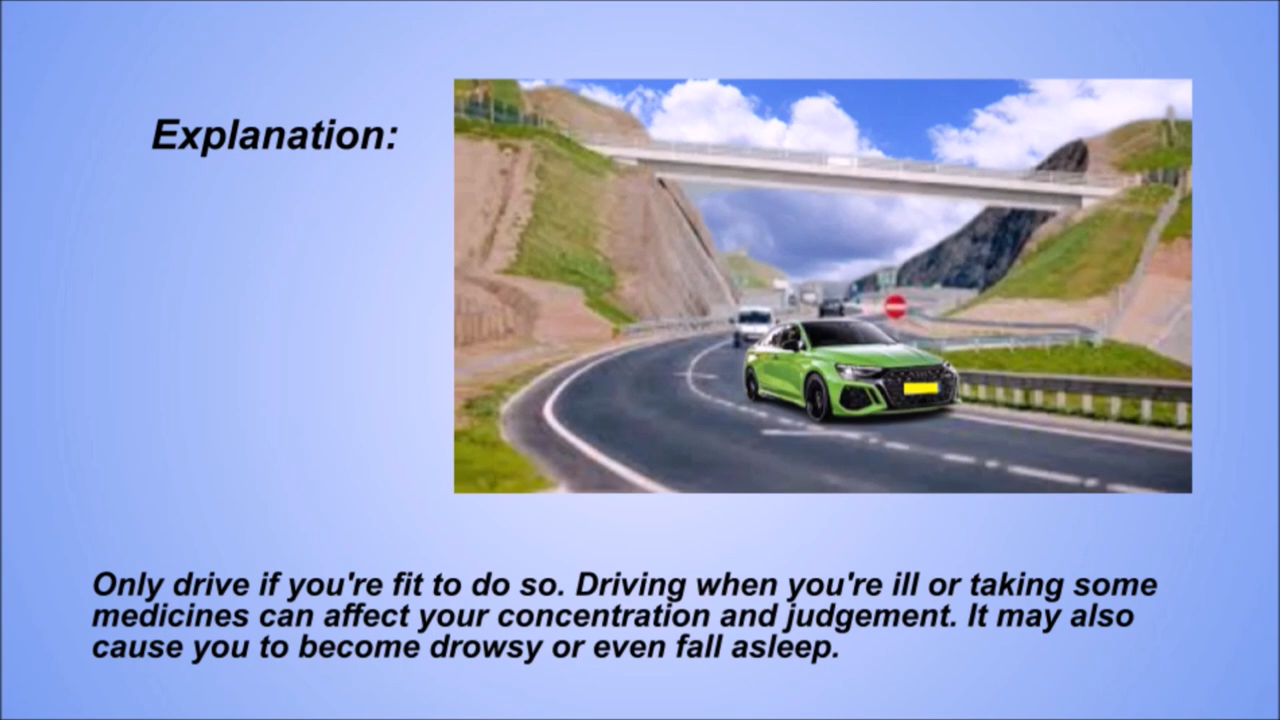 Explanation:
Only drive if you're fit to do so. Driving when you're ill or taking some
medicines can affect your concentration and judgement. It may also
cause you to become drowsy or even fall asleep.